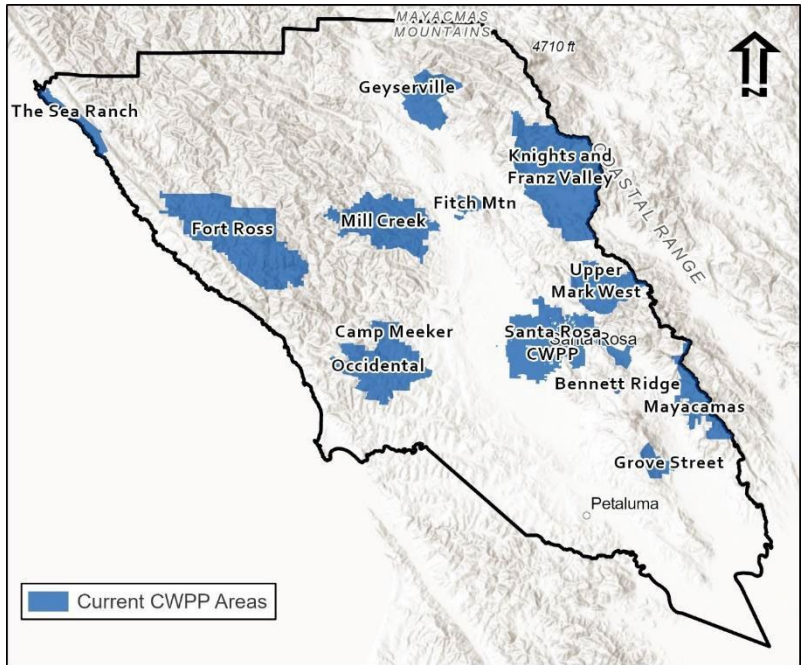 MAYACMAS
MOUNTAINS
4710 ft
N
Geyserville
The Sea Ranch
COASTAL RANGE
Knights and
Franz Valley
Fitch Mtn
Mill Creek
Fort Ross
Upper
Mark West
Camp Meeker
Occidental
Santa Rosa
CWPP
Santa Rosa
Bennett Ridge
Mayacamas
Grove Street
Petaluma
Current CWPP Areas